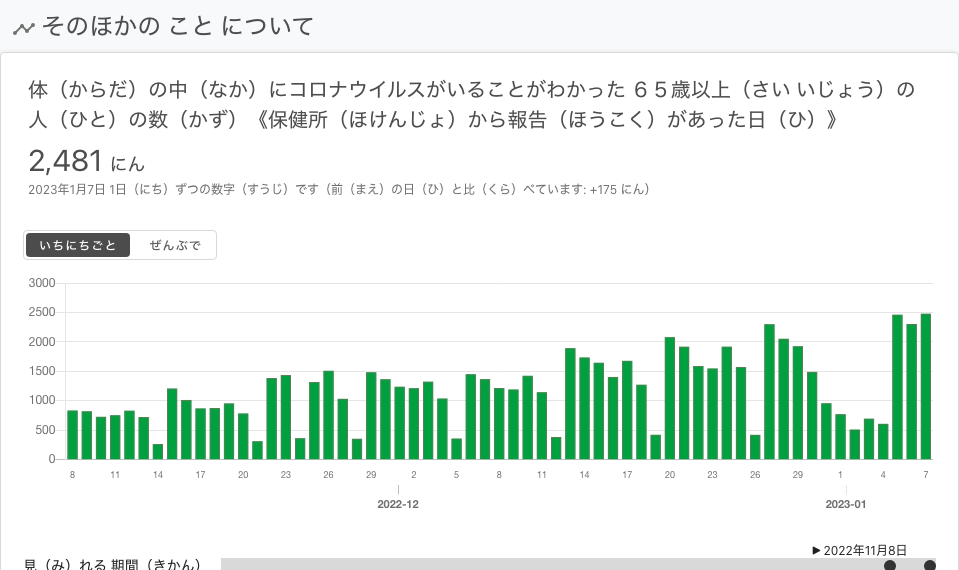 そのほかの こと について
体（からだ）の中（なか）にコロナウイルスがいることがわかった ６５歳以上（さい いじょう）の
人（ひと）の数（かず）《保健所（ほけんじょ）から報告（ほうこく）があった日（ひ）》
2,481 にん
2023年1月7日 1日（にち）ずつの数字（すうじ）です（前（まえ）の日（ひ）と比（くら）べています: +175 にん）
いちにちごと ぜんぶで
3000
2500
2000
1500
1000
500
0
8 11 14 17 20 23 26 29 2 5 8 11 14 17 20 23 26 29 1 4 7
2022-12 2023-01
▶ 2022年11月8日
見（み）れる 期間（きかん）